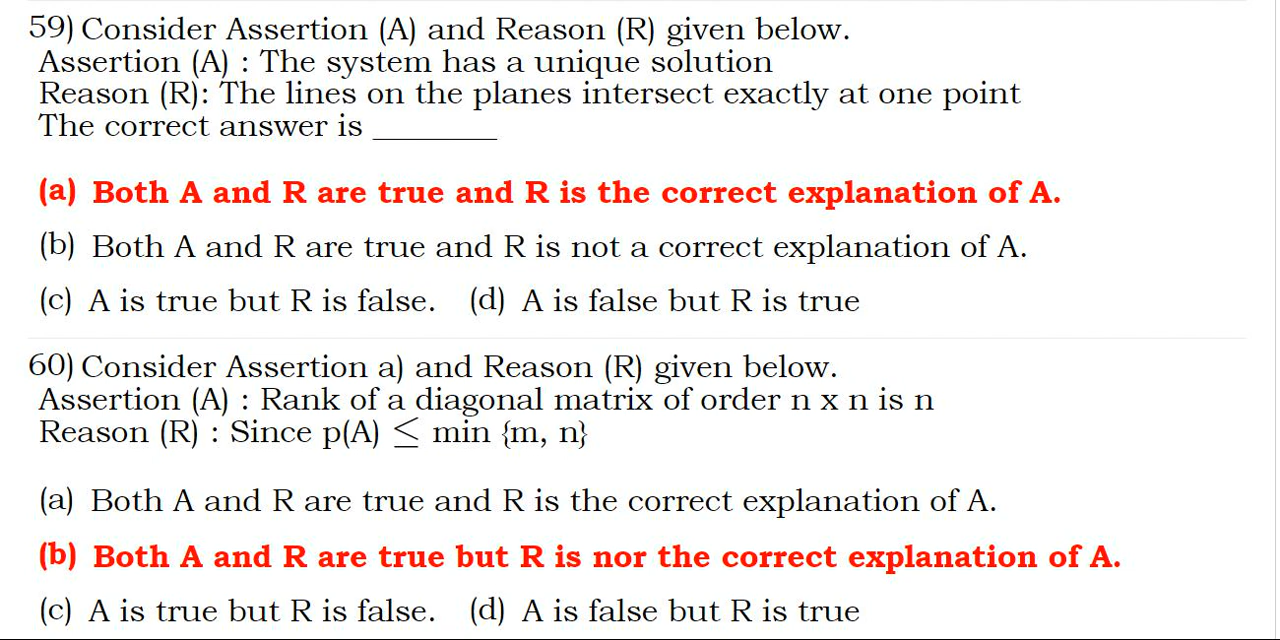 59) Consider Assertion (A) and Reason (R) given below.
Assertion (A) : The system has a unique solution
Reason (R): The lines on the planes intersect exactly at one point
The correct answer is ________
(a) Both A and R are true and R is the correct explanation of A.
(b) Both A and R are true and R is not a correct explanation of A.
(c) A is true but R is false. (d) A is false but R is true
60) Consider Assertion a) and Reason (R) given below.
Assertion (A) : Rank of a diagonal matrix of order n x n is n
Reason (R) : Since p(A) ≤ min {m, n}
(a) Both A and R are true and R is the correct explanation of A.
(b) Both A and R are true but R is nor the correct explanation of A.
(c) A is true but R is false. (d) A is false but R is true